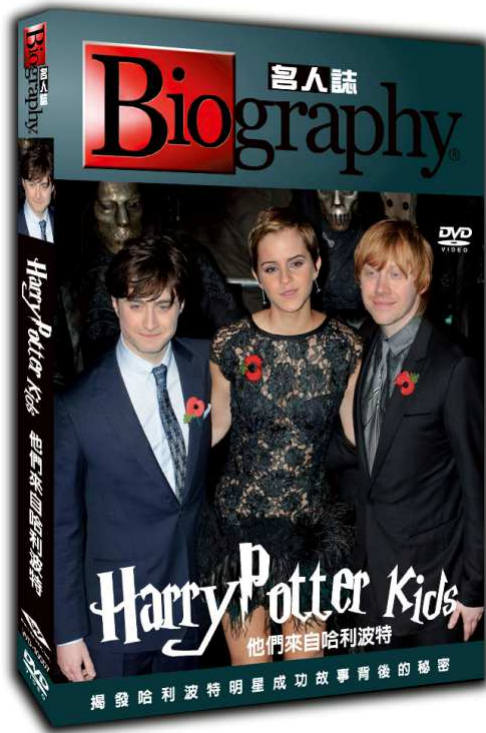 名人誌
Biography®
DVD
VIDEO
Harry Potter Kids
他們來自哈利波特
揭發哈利波特明星成功故事背後的秘密
Biography
名人誌
Harry Potter Kids
他們來自哈利波特
DVD